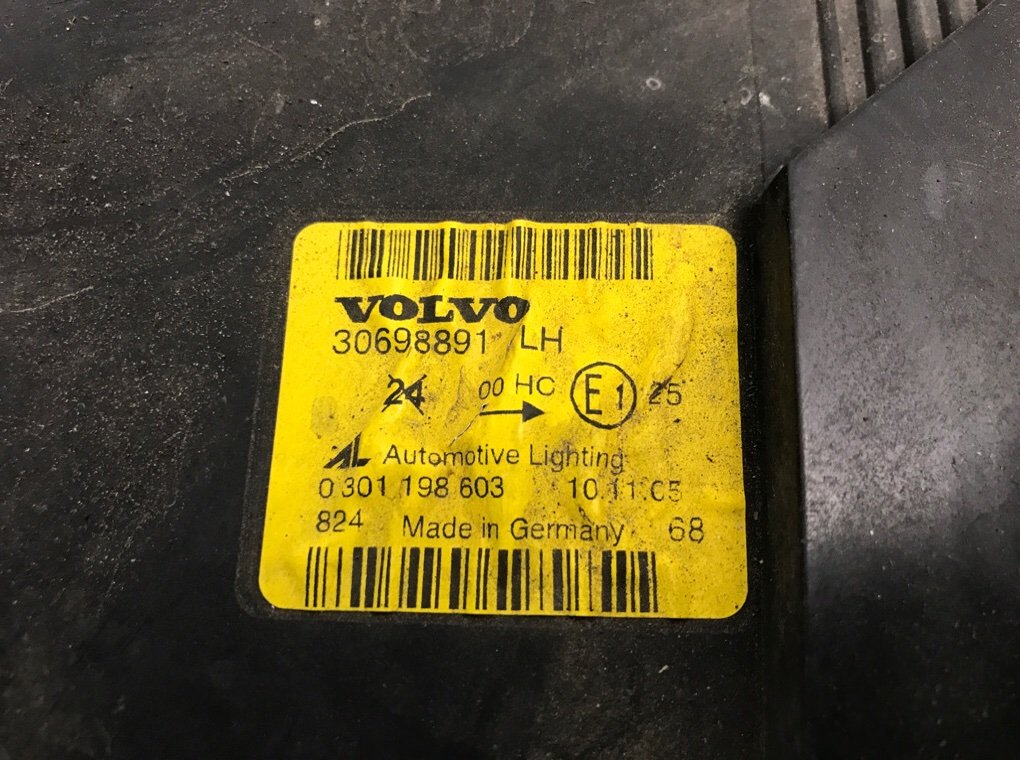 VOLVO
30698891 LH
24 00 HC E1 25
AL Automotive Lighting
0 301 198 603 10.11.05
824 Made in Germany 68